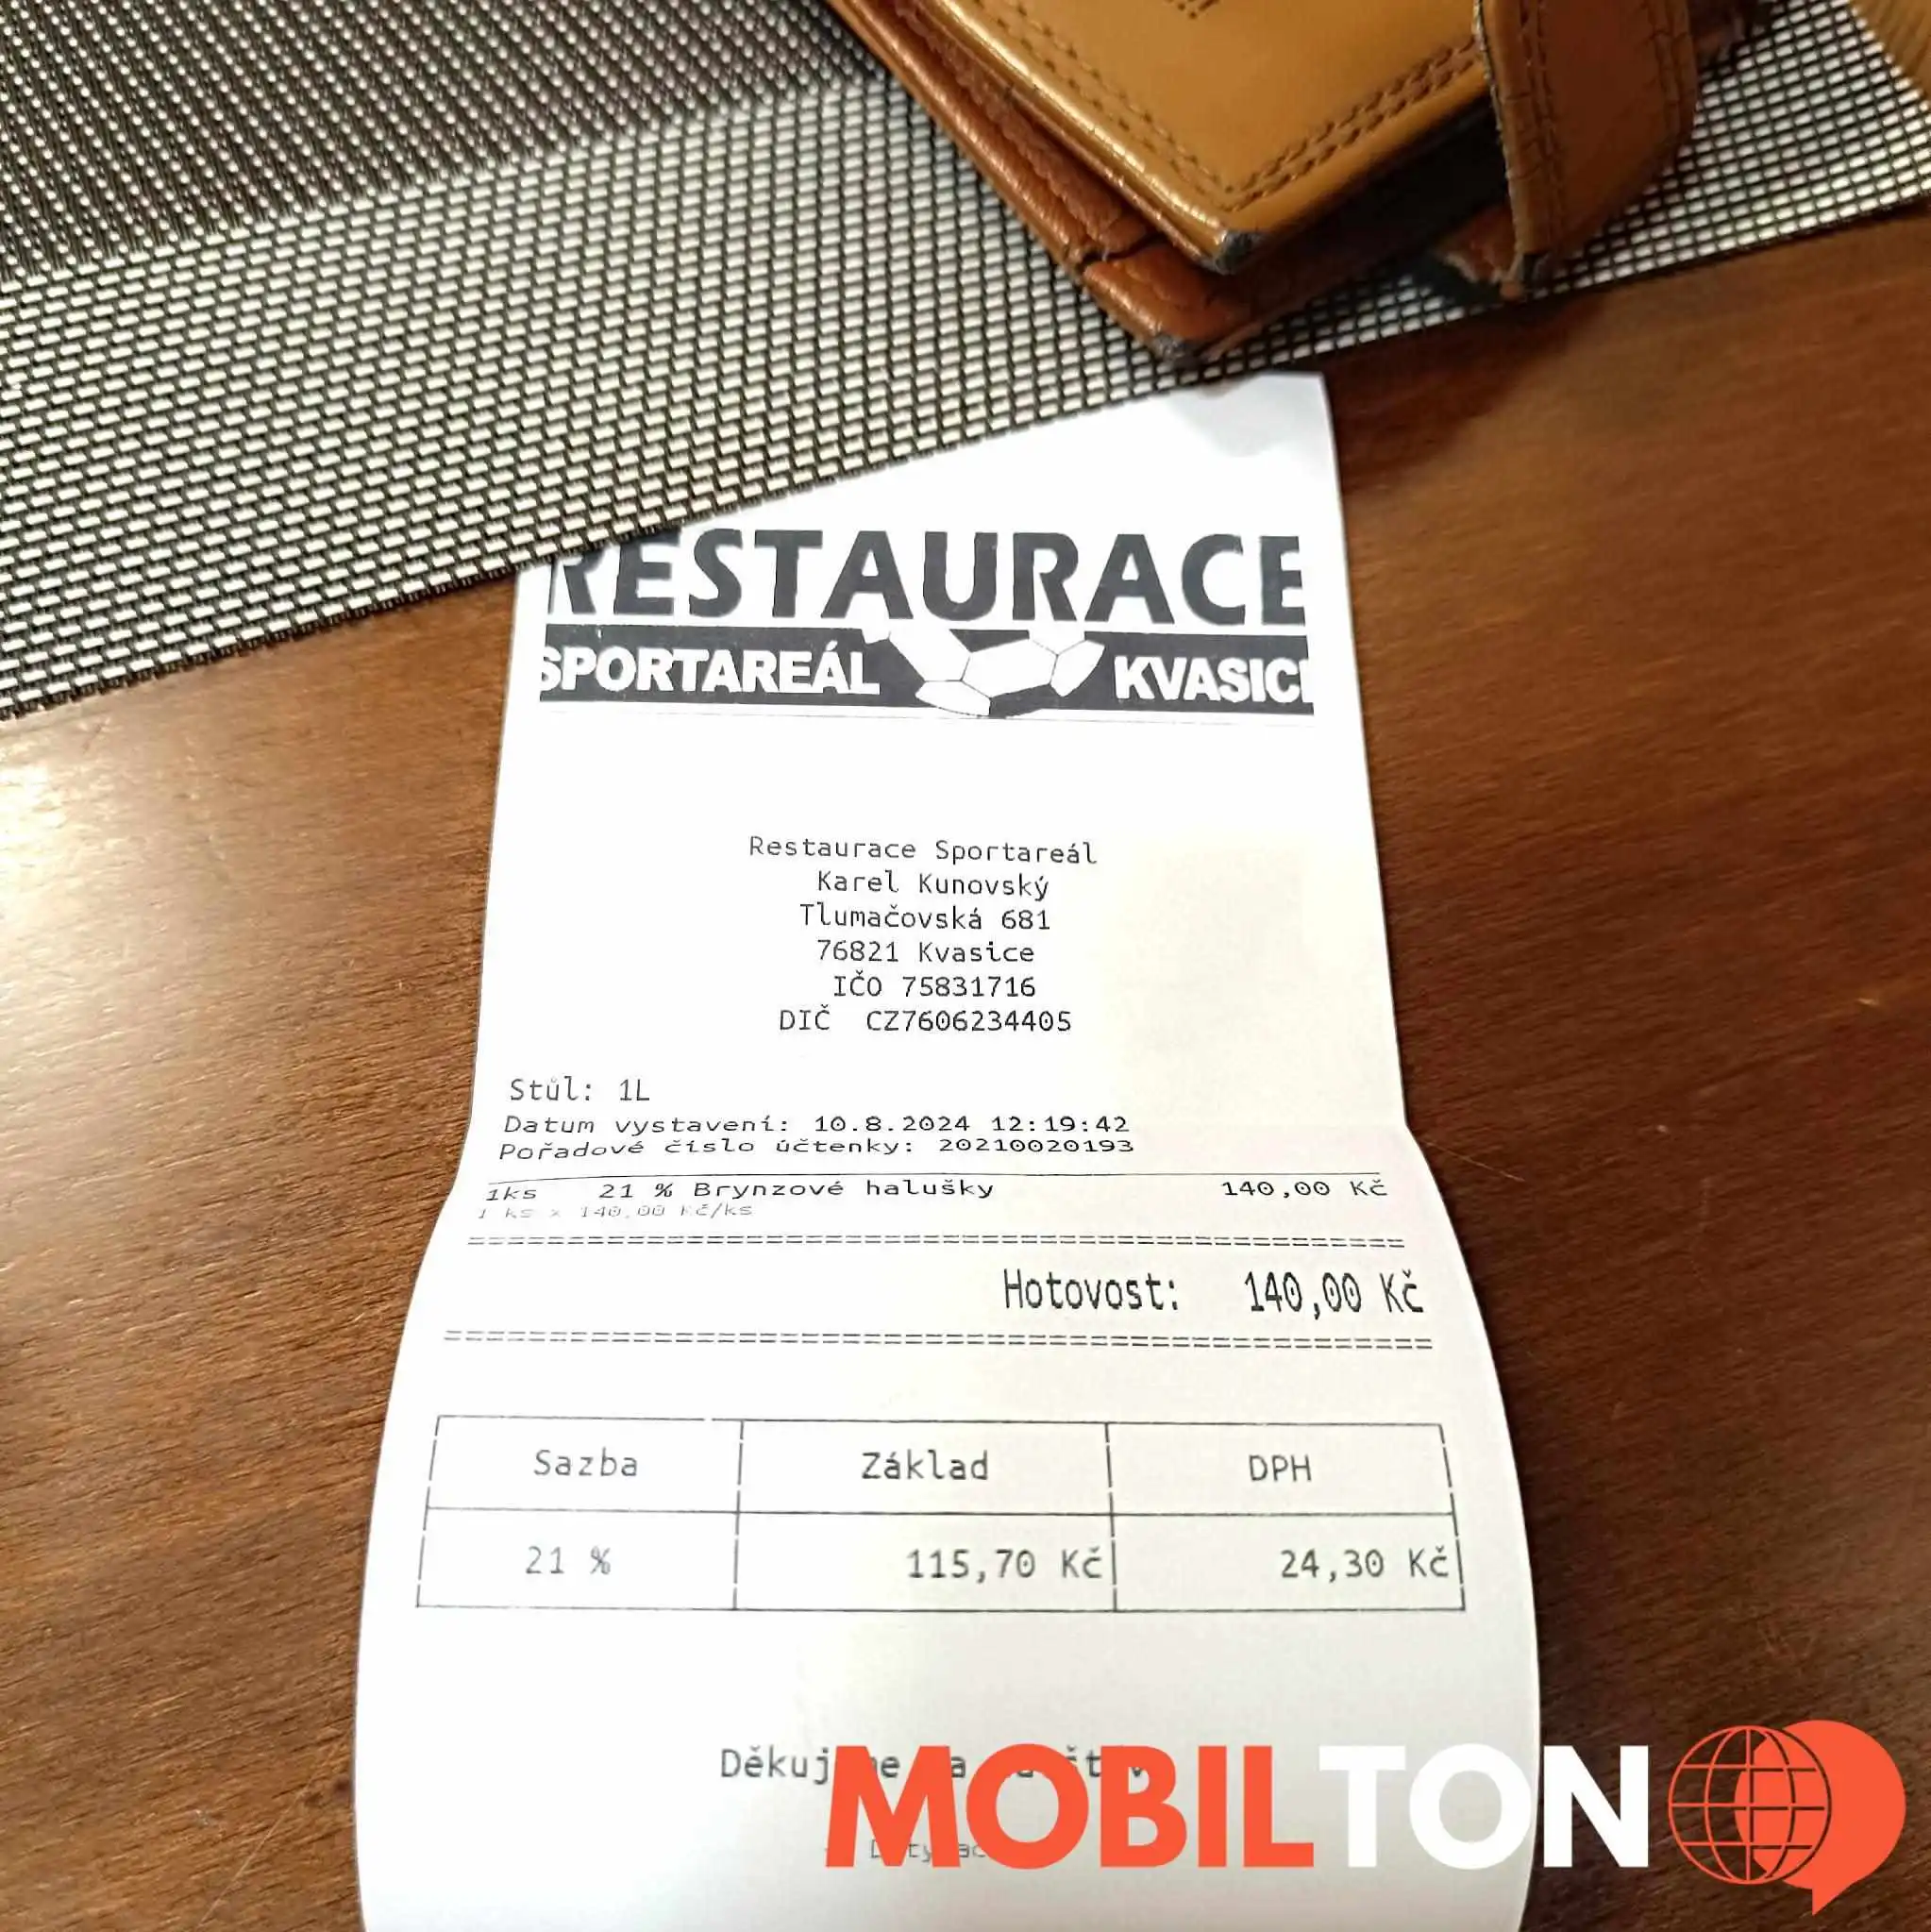 RESTAURACE
SPORTAREÁL KVASIC
Restaurace Sportareál
Karel Kunovský
Tlumačovská 681
76821 Kvasice
IČO 75831716
DIČ CZ7606234405
Stůl: 1L
Datum vystavení: 10.8.2024 12:19:42
Pořadové číslo účtenky: 20210020193
1ks 21 % Brynzové halušky 140,00 Kč
1 ks x 140,00 Kč/ks
Hotovost: 140,00 Kč
Sazba Základ DPH
21 % 115,70 Kč 24,30 Kč
MOBILTON